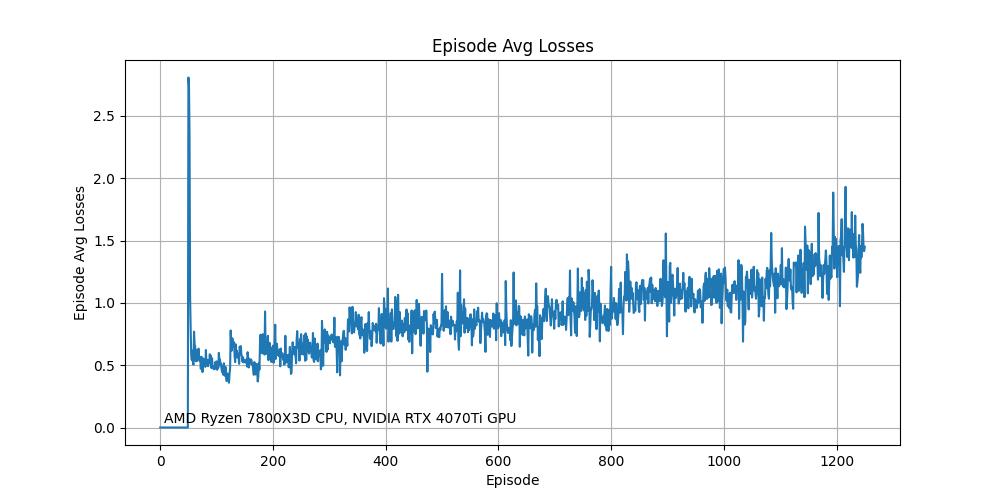 Episode Avg Losses
2.5
2.0
1.5
1.0
0.5
0.0
Episode Avg Losses
AMD Ryzen 7800X3D CPU, NVIDIA RTX 4070Ti GPU
0 200 400 600 800 1000 1200
Episode